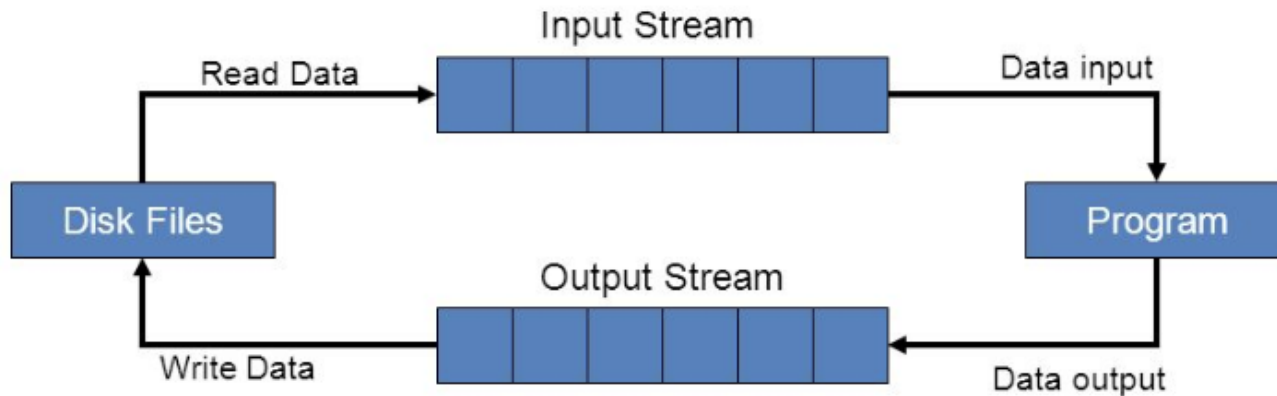 Input Stream
Read Data
Data input
Disk Files
Program
Output Stream
Write Data
Data output